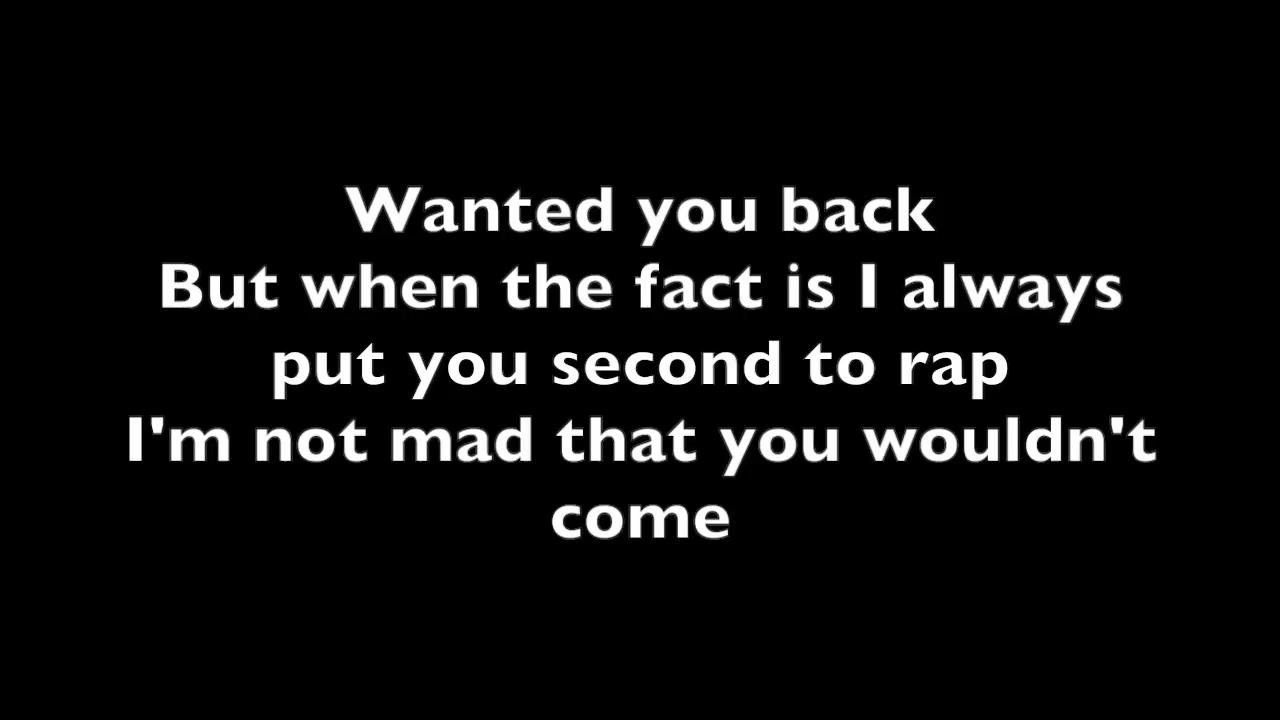 Wanted you back
But when the fact is I always
put you second to rap
I'm not mad that you wouldn't
come